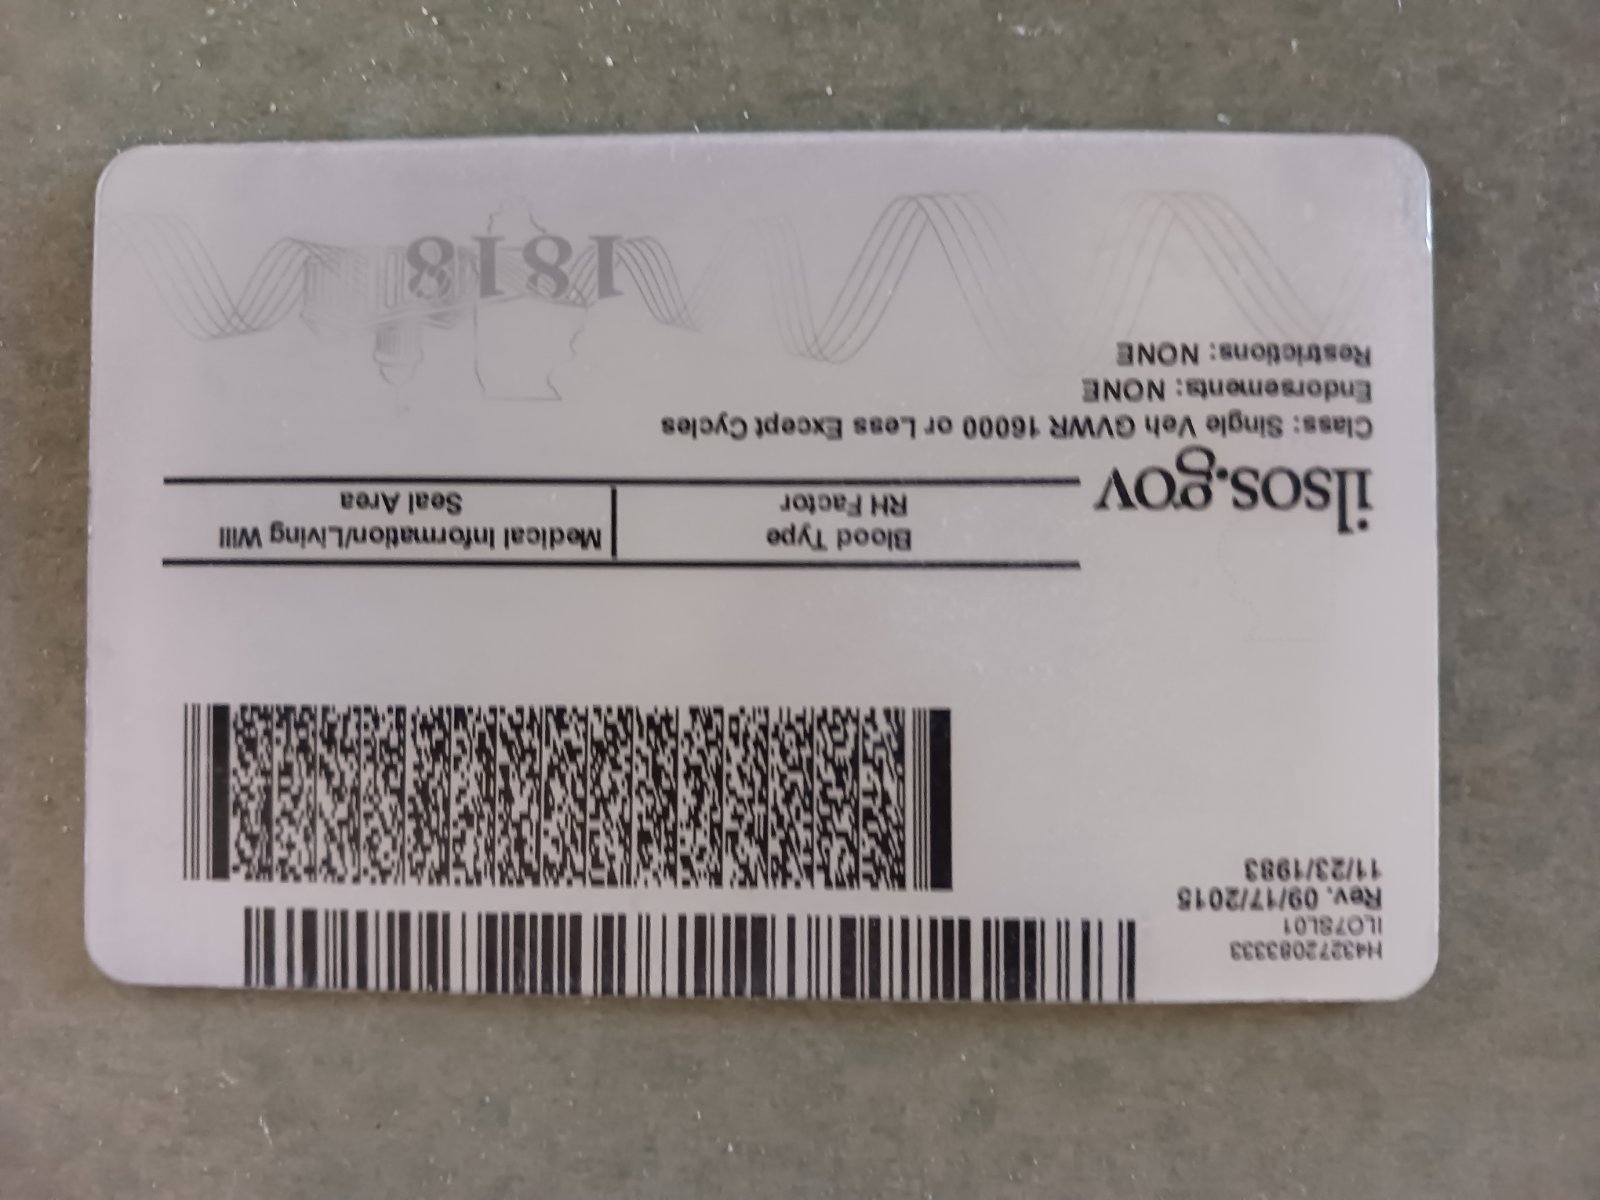 H43272083333
ILO7SL01
Rev. 09/17/2015
11/23/1983
Blood Type
RH Factor
Medical Information/Living Will
Seal Area
ilsos.gov
Class: Single Veh GVWR 16000 or Less Except Cycles
Endorsements: NONE
Restrictions: NONE
1818